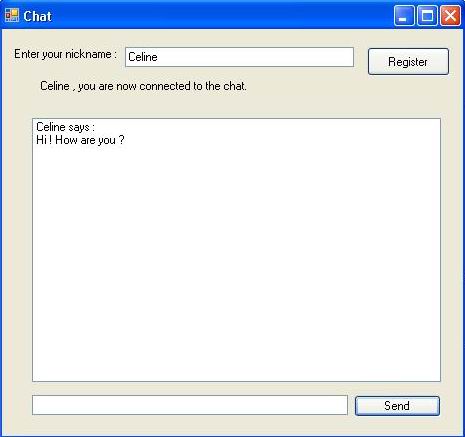 Chat
Enter your nickname :
Celine
Register
Celine , you are now connected to the chat.
Celine says :
Hi ! How are you ?
Send